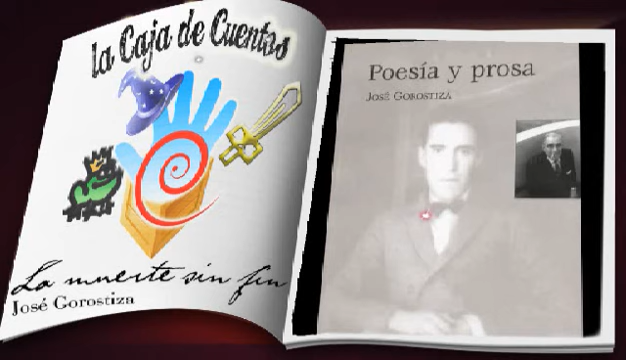 la Caja de Cuentos
La muerte sin fin
José Gorostiza
Poesía y prosa
JOSÉ GOROSTIZA